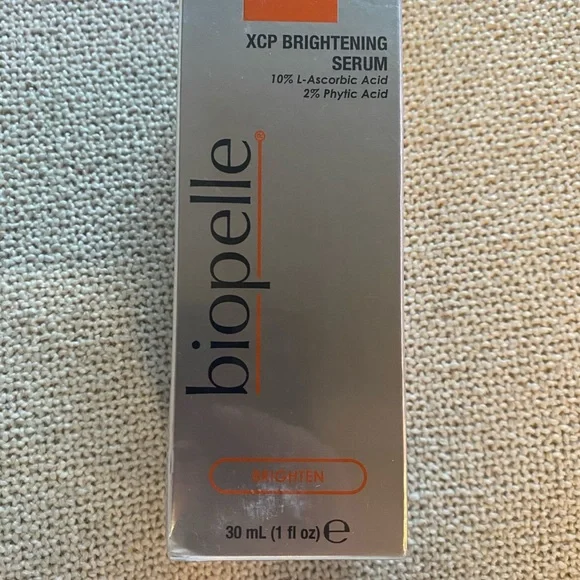 XCP BRIGHTENING
SERUM
10% L-Ascorbic Acid
2% Phytic Acid
biopelle®
BRIGHTEN
30 mL (1 fl oz) ℮